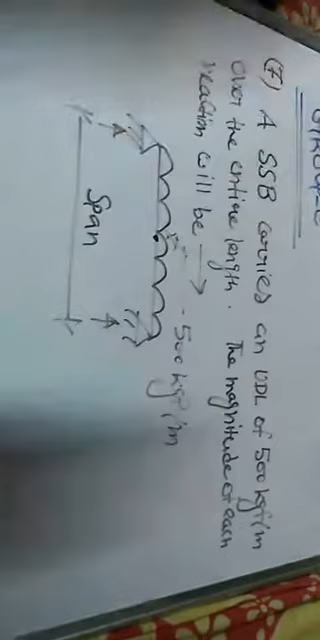 GROUP-C
(7) A SSB carries an UDL of 500 kgf/m
over the entire length. The magnitude of each
reaction will be →
500 kgf/m
Span